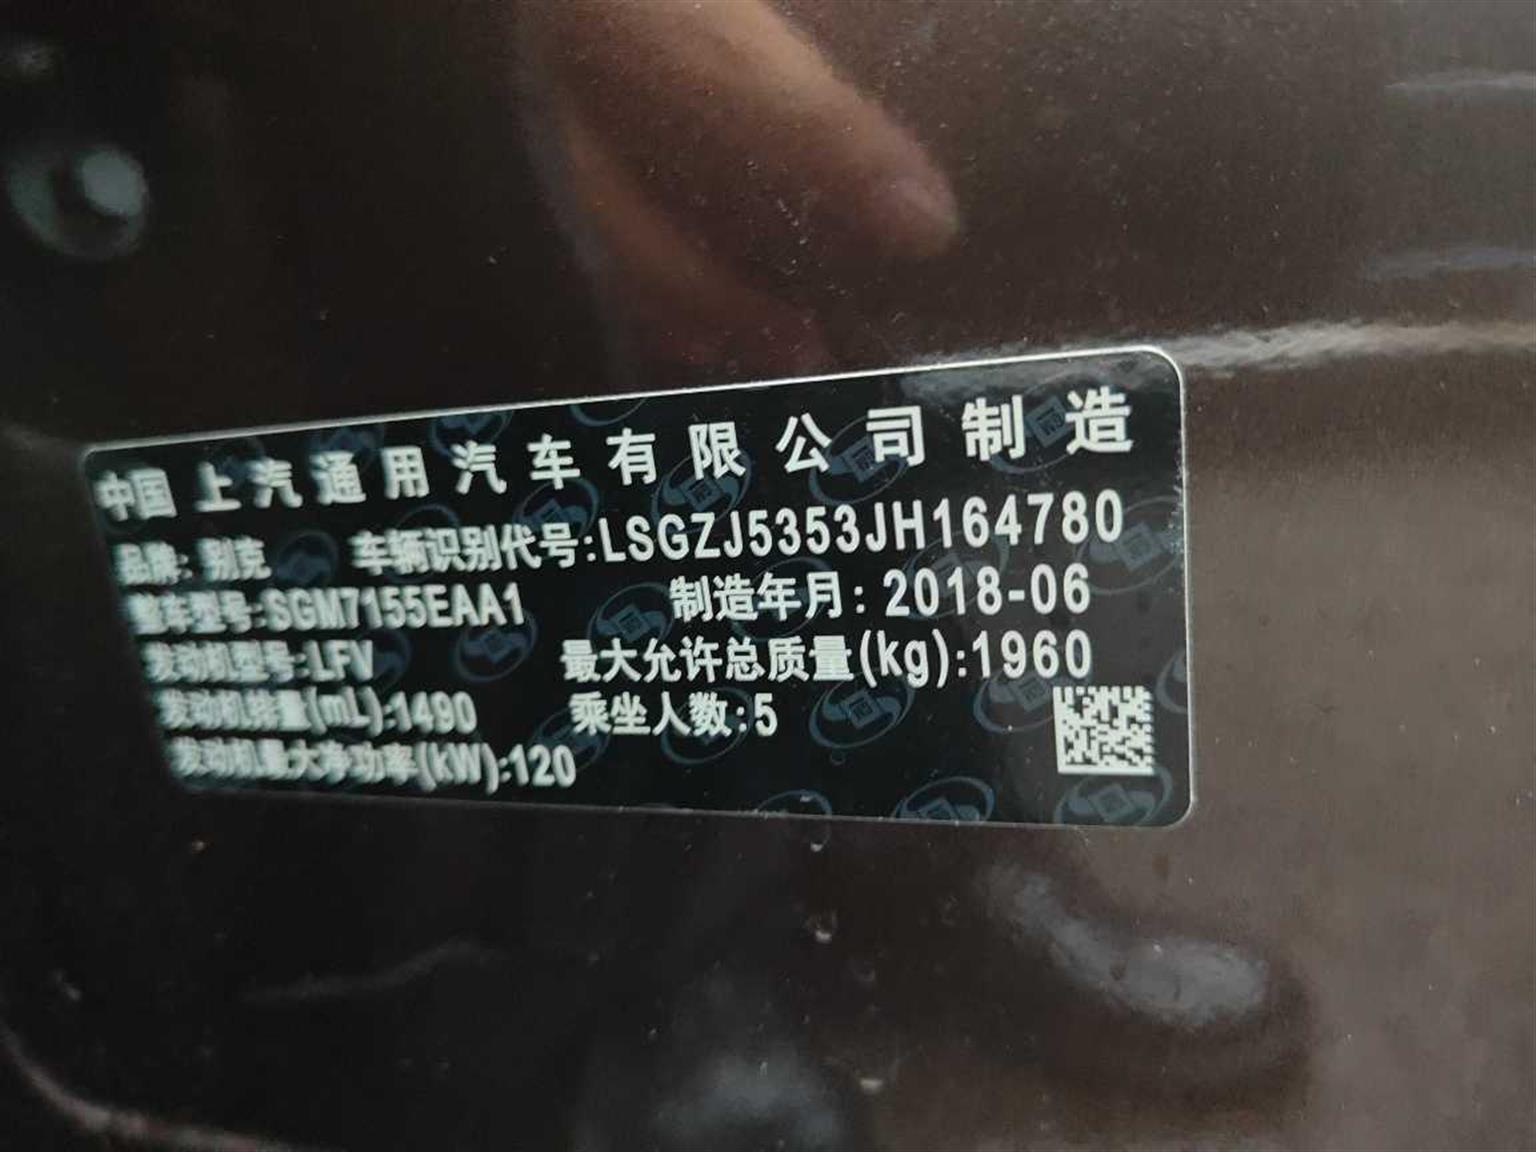 中国 上汽通用汽车有限公司制造
品牌: 别克 车辆识别代号:LSGZJ5353JH164780
整车型号:SGM7155EAA1 制造年月: 2018-06
发动机型号:LFV 最大允许总质量(kg):1960
发动机排量(mL):1490 乘坐人数:5
发动机最大净功率(kW):120